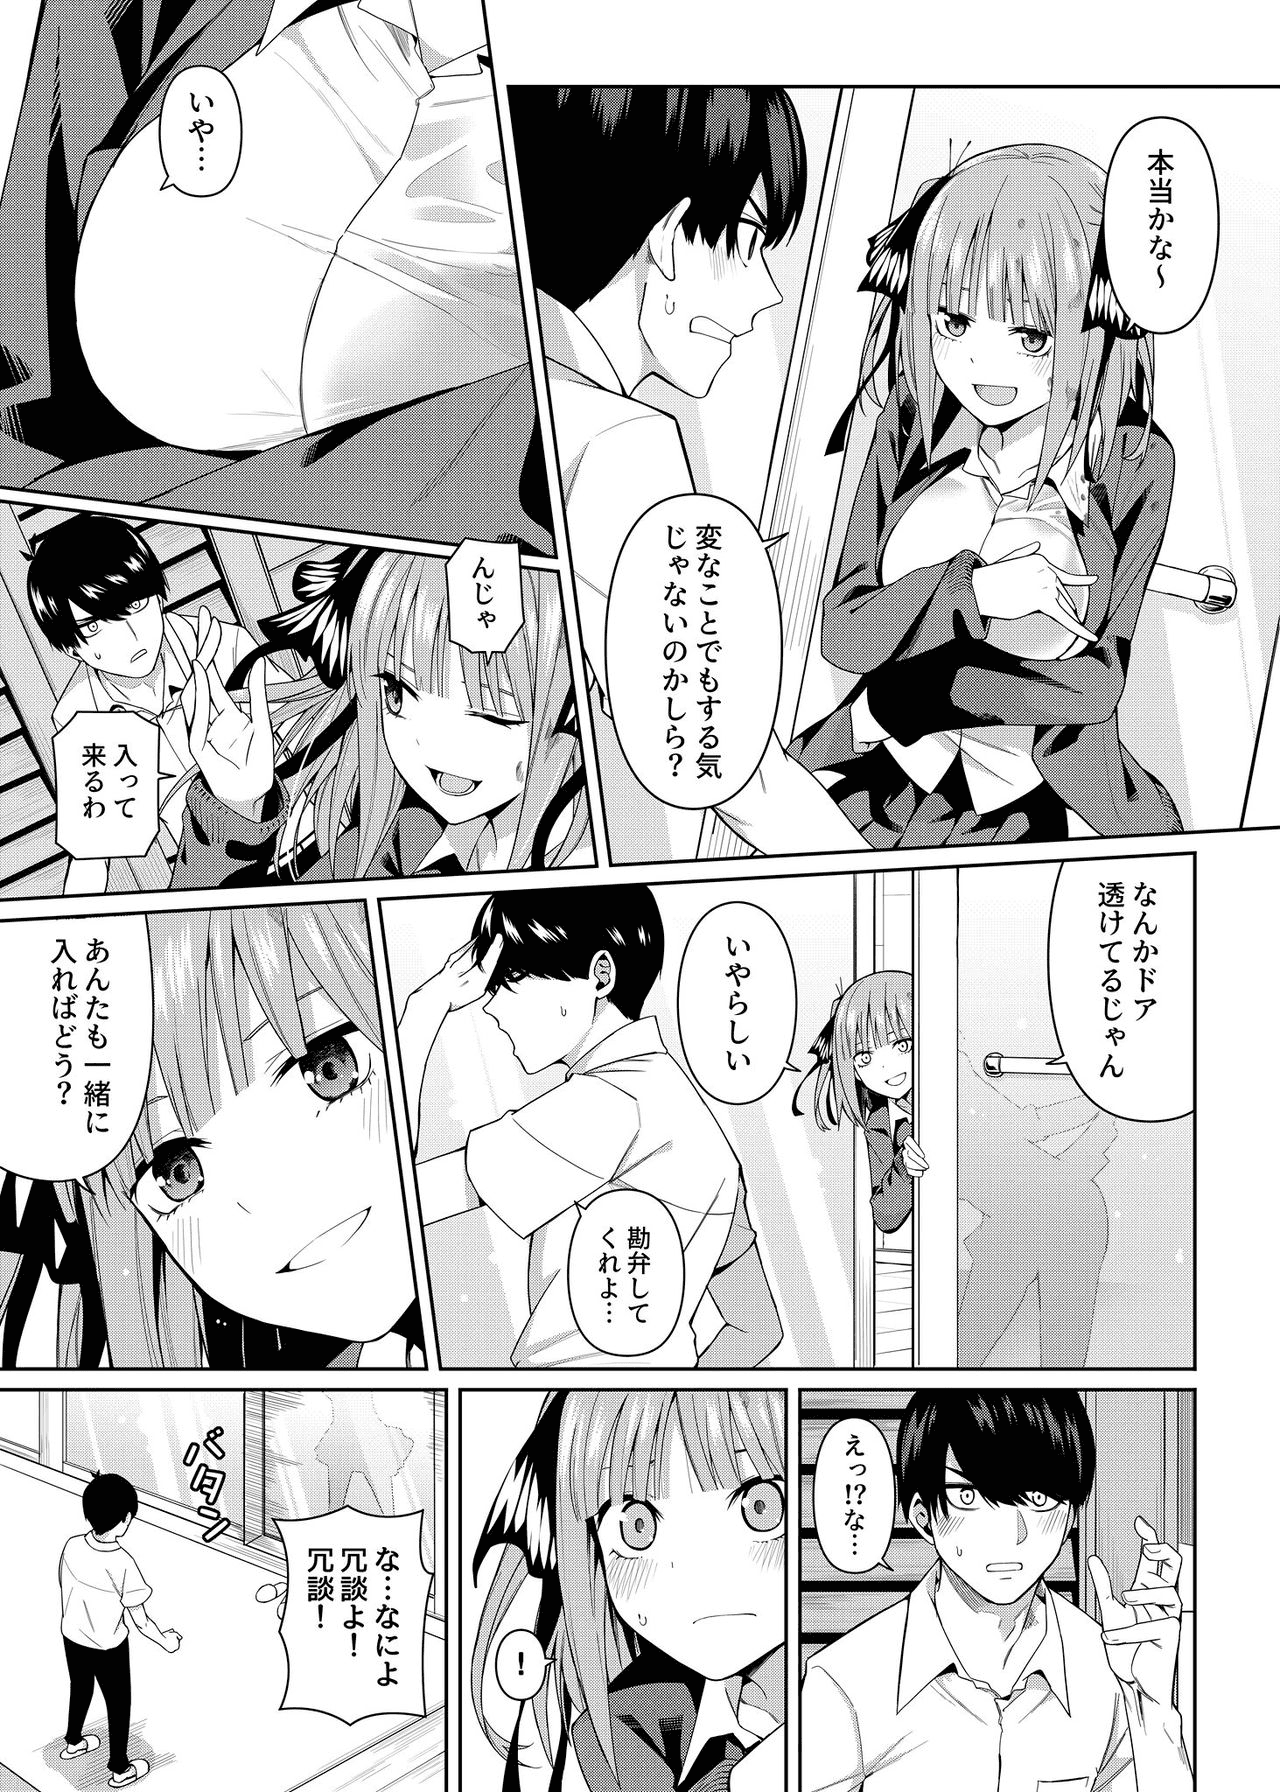 本当かな〜
変なことでもする気
じゃないのかしら？
いや…
んじゃ
入って
来るわ
なんかドア
透けてるじゃん
いやらしい
勘弁して
くれよ…
あんたも一緒に
入ればどう？
えっ!?な…
！
な…なによ
冗談よ！
冗談！
バタン